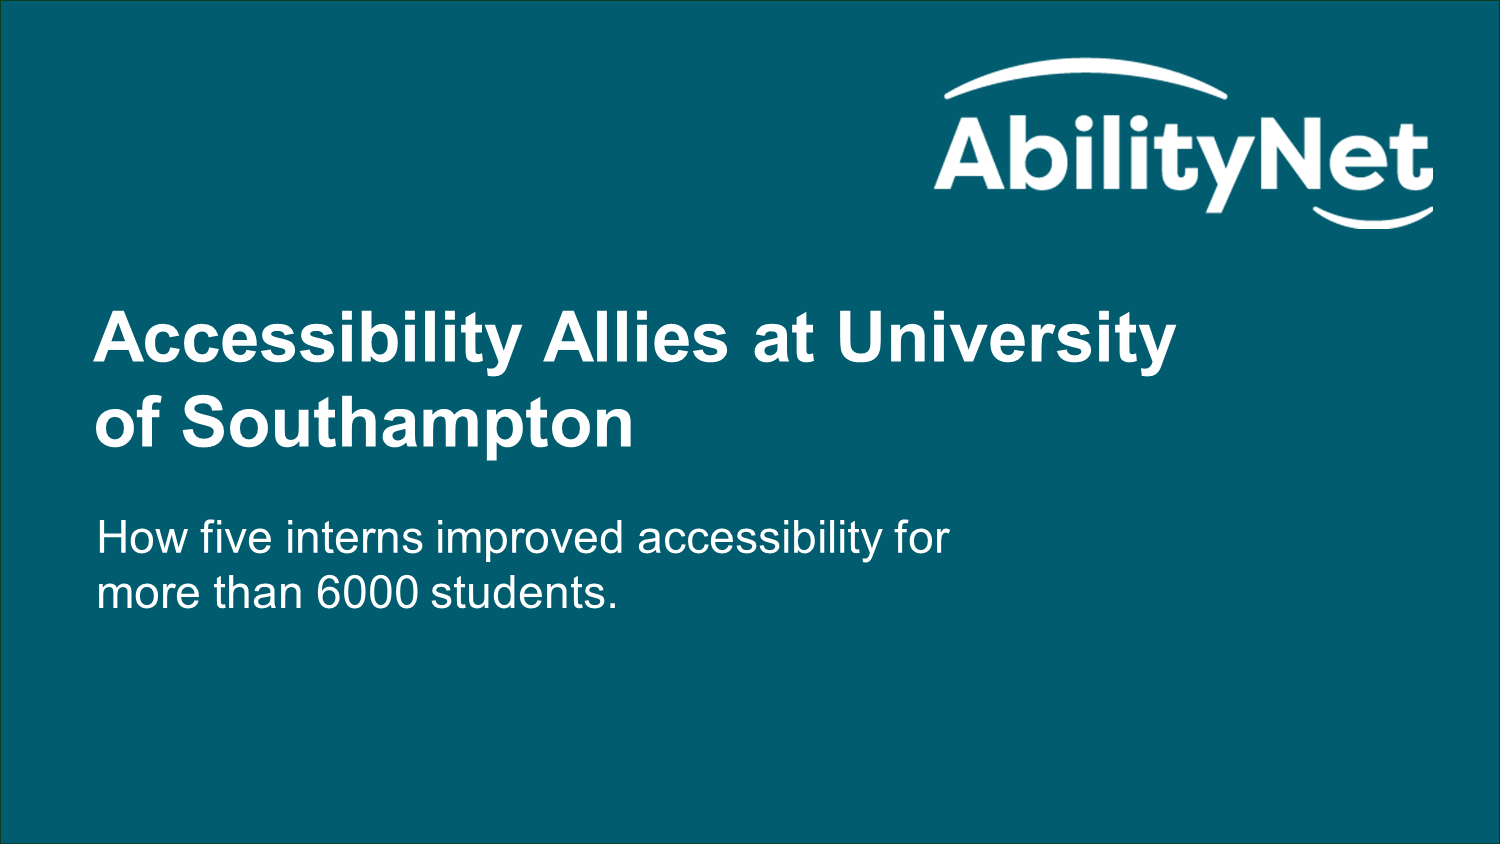 AbilityNet
Accessibility Allies at University
of Southampton
How five interns improved accessibility for
more than 6000 students.